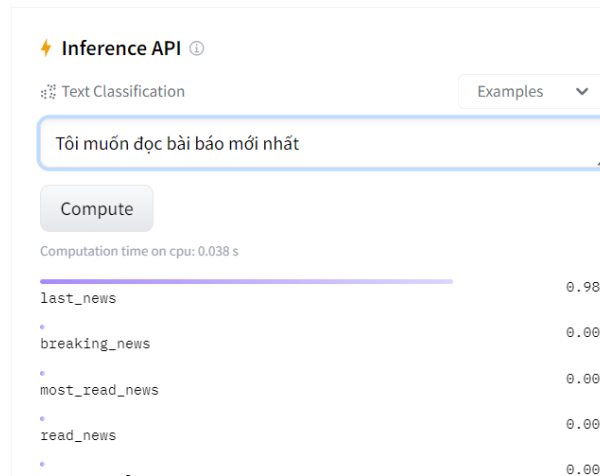 Inference API
Text Classification
Examples
Tôi muốn đọc bài báo mới nhất
Compute
Computation time on cpu: 0.038 s
0.98
last_news
0.00
breaking_news
0.00
most_read_news
0.00
read_news
0.00